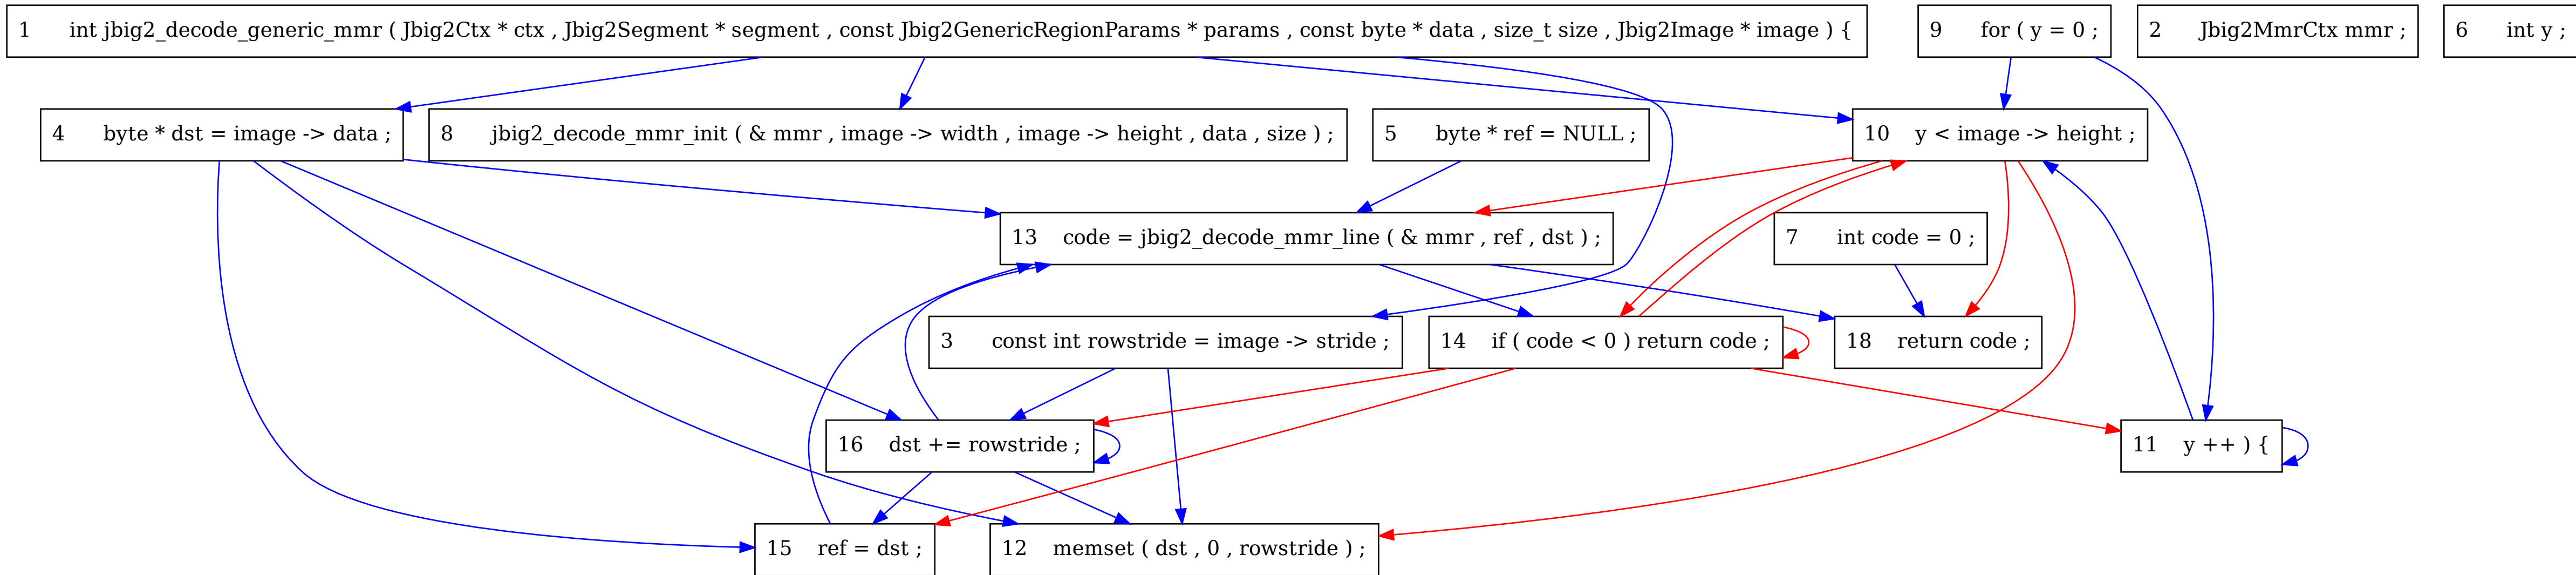 1 int jbig2_decode_generic_mmr ( Jbig2Ctx * ctx , Jbig2Segment * segment , const Jbig2GenericRegionParams * params , const byte * data , size_t size , Jbig2Image * image ) {
9 for ( y = 0 ;
2 Jbig2MmrCtx mmr ;
6 int y ;
4 byte * dst = image -> data ;
8 jbig2_decode_mmr_init ( & mmr , image -> width , image -> height , data , size ) ;
5 byte * ref = NULL ;
10 y < image -> height ;
13 code = jbig2_decode_mmr_line ( & mmr , ref , dst ) ;
7 int code = 0 ;
3 const int rowstride = image -> stride ;
14 if ( code < 0 ) return code ;
18 return code ;
16 dst += rowstride ;
11 y ++ ) {
15 ref = dst ;
12 memset ( dst , 0 , rowstride ) ;